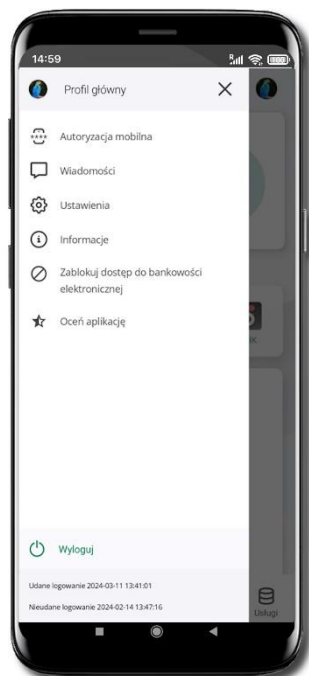 14:59
Profil główny
Autoryzacja mobilna
Wiadomości
Ustawienia
Informacje
Zablokuj dostęp do bankowości
elektronicznej
Oceń aplikację
Wyloguj
Udane logowanie 2024-03-11 13:41:01
Nieudane logowanie 2024-02-14 13:47:16
Usługi